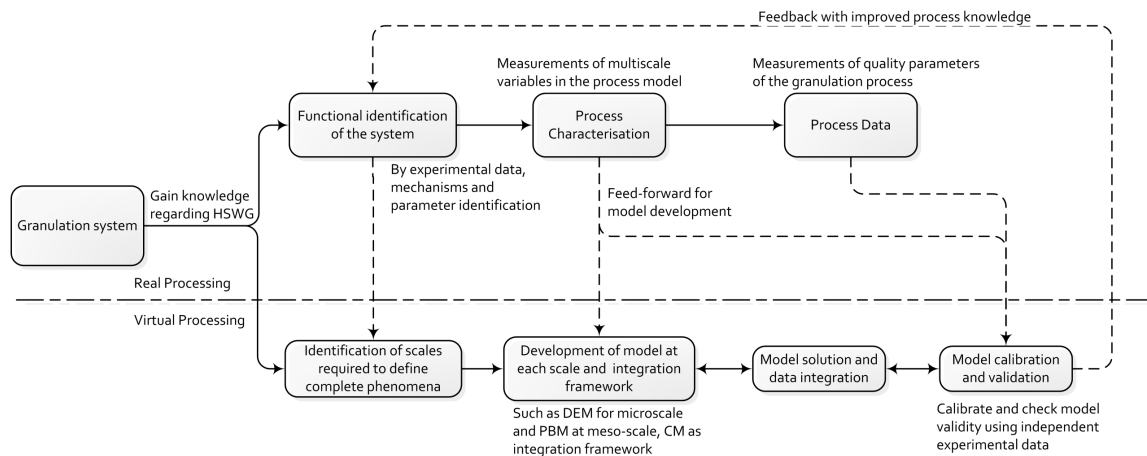 Feedback with improved process knowledge
Measurements of multiscale
variables in the process model
Measurements of quality parameters
of the granulation process
Functional identification
of the system
Process
Characterisation
Process Data
By experimental data,
mechanisms and
parameter identification
Feed-forward for
model development
Gain knowledge
regarding HSWG
Granulation system
Real Processing
Virtual Processing
Identification of scales
required to define
complete phenomena
Development of model at
each scale and integration
framework
Model solution and
data integration
Model calibration
and validation
Such as DEM for microscale
and PBM at meso-scale, CM as
integration framework
Calibrate and check model
validity using independent
experimental data